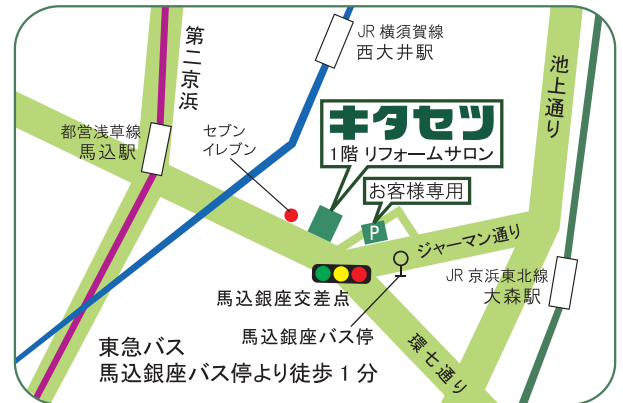 第二京浜
JR 横須賀線
西大井駅
池上通り
都営浅草線
馬込駅
セブン
イレブン
キタセツ
1階 リフォームサロン
お客様専用
P
ジャーマン通り
JR 京浜東北線
大森駅
馬込銀座交差点
馬込銀座バス停
環七通り
東急バス
馬込銀座バス停より徒歩 1 分